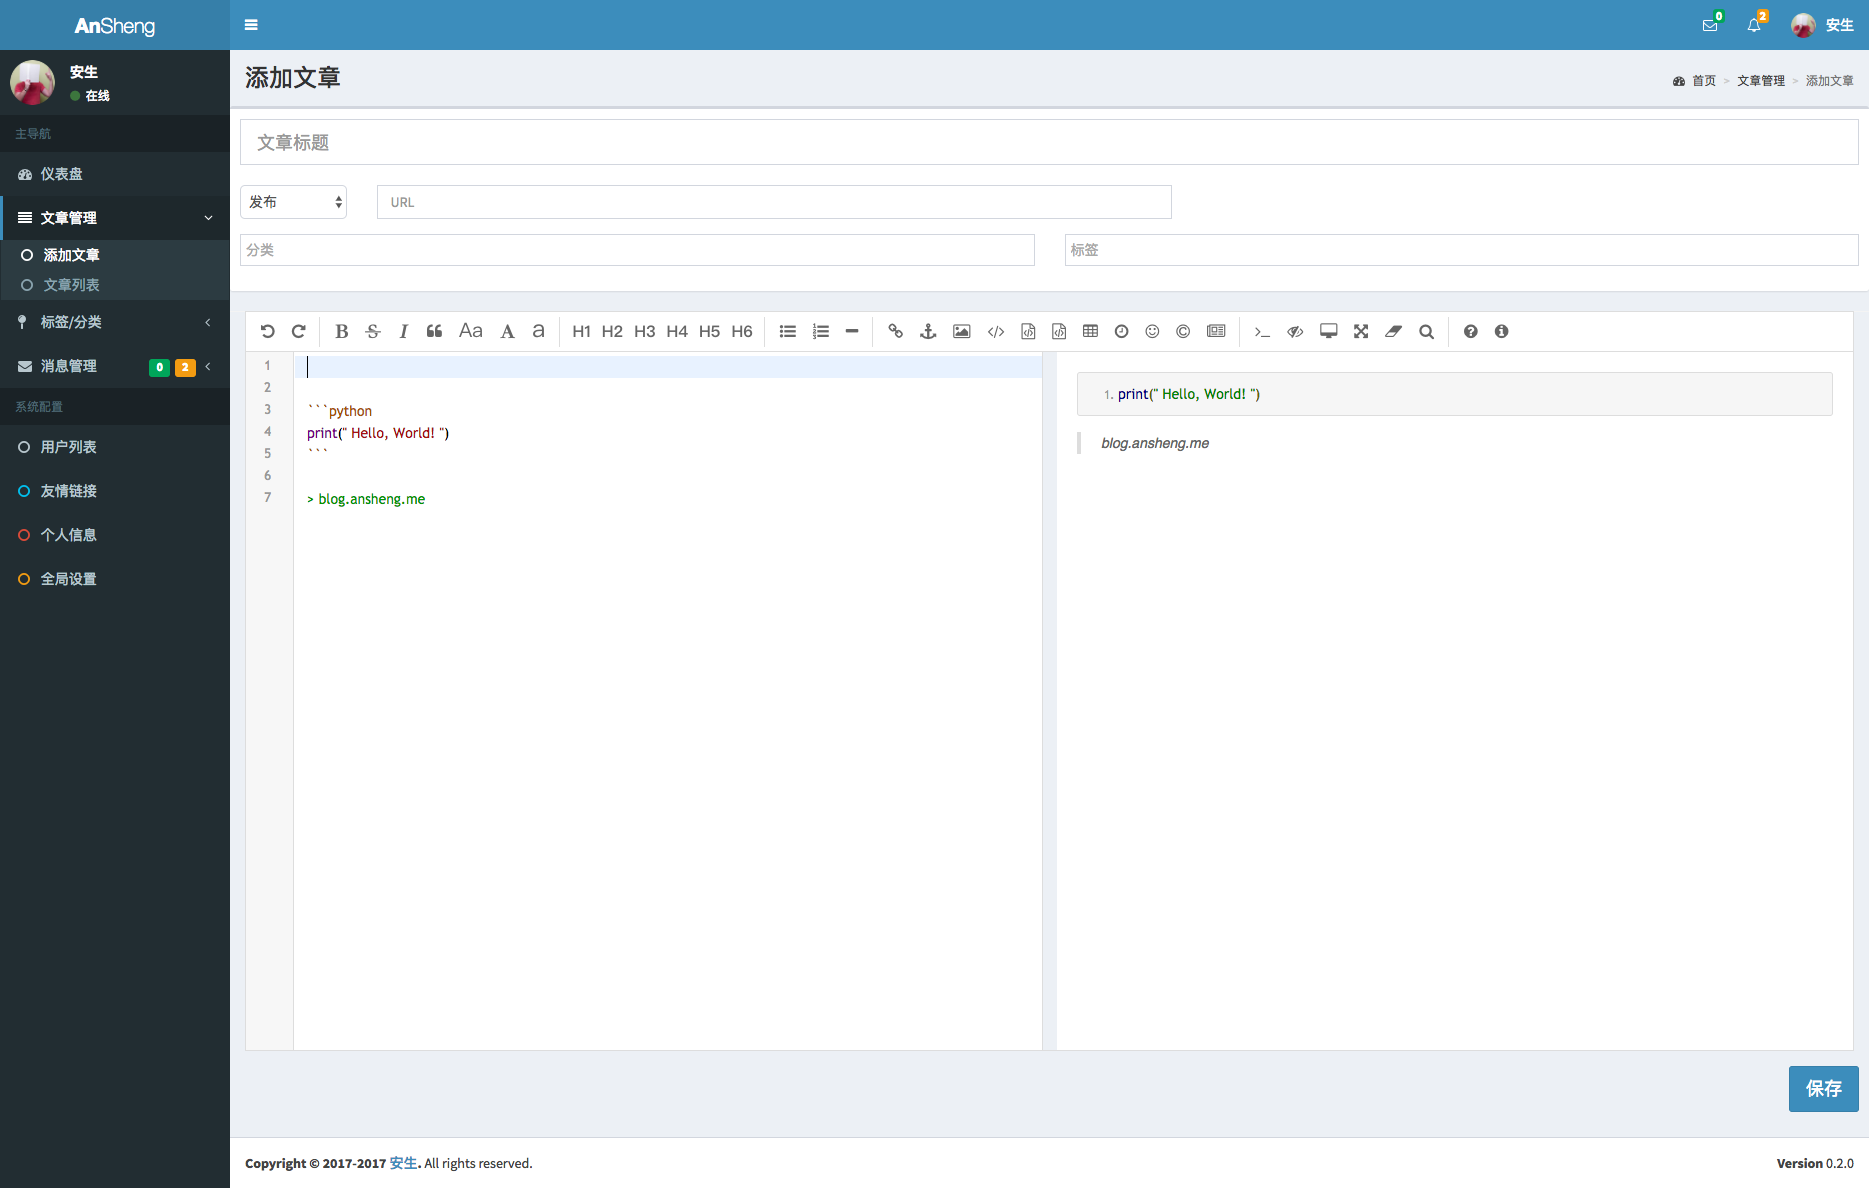 AnSheng
0
2
安生
安生
在线
主导航
仪表盘
文章管理
添加文章
文章列表
标签/分类
消息管理 0 2
系统配置
用户列表
友情链接
个人信息
全局设置
添加文章
首页 > 文章管理 > 添加文章
文章标题
发布
URL
分类
标签
B S I Aa A a H1 H2 H3 H4 H5 H6
1
2
3 ```python
4 print(" Hello, World! ")
5 ```
6
7 > blog.ansheng.me
1. print(" Hello, World! ")
blog.ansheng.me
保存
Copyright © 2017-2017 安生. All rights reserved.
Version 0.2.0